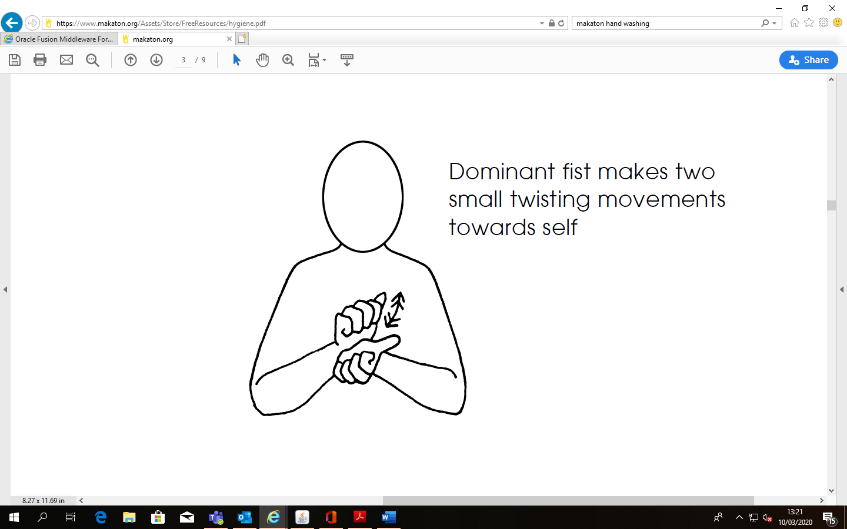 https://www.makaton.org/Assets/Store/FreeResources/hygiene.pdf
makaton hand washing
Oracle Fusion Middleware For...
makaton.org
3 / 9
Share
Dominant fist makes two
small twisting movements
towards self
8.27 x 11.69 in
13:21
10/03/2020
15